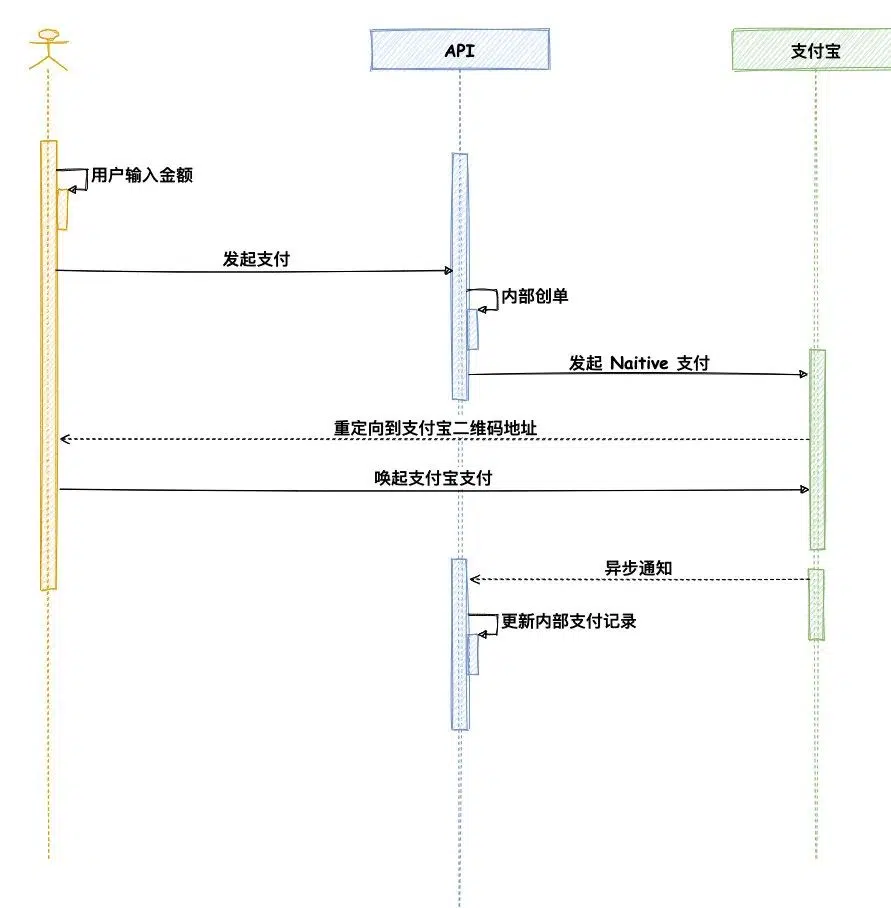 API
支付宝
用户输入金额
发起支付
内部创单
发起 Naitive 支付
重定向到支付宝二维码地址
唤起支付宝支付
异步通知
更新内部支付记录